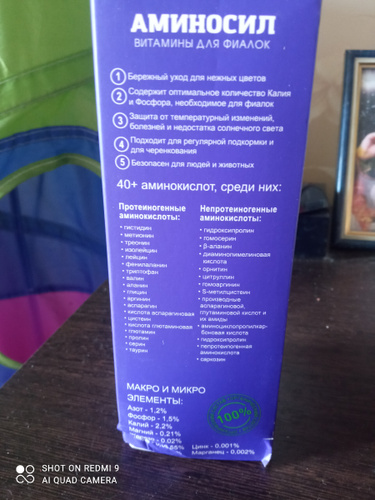 АМИНОСИЛ
ВИТАМИНЫ ДЛЯ ФИАЛОК
1 Бережный уход для нежных цветов
2 Содержит оптимальное количество Калия
и Фосфора, необходимое для фиалок
3 Защита от температурный изменений,
болезней и недостатка солнечного света
4 Подходит для регулярной подкормки и
для черенкования
5 Безопасен для людей и животных
40+ аминокислот, среди них:
Протеиногенные
аминокислоты:
• гистидин
• метионин
• треонин
• изолейцин
• лейцин
• фенилаланин
• триптофан
• валин
• аланин
• глицин
• аргинин
• аспарагин
• кислота аспарагиновая
• цистеин
• кислота глютаминовая
• глютамин
• пролин
• серин
• таурин
Непротеиногенные
аминокислоты:
• гидроксипролин
• гомосерин
• β-аланин
• диаминопимелиновая
кислота
• орнитин
• цитруллин
• гомоаргинин
• S-метилцистеин
• производные
аспарагиновой,
глутаминовой кислот и
их амиды
• аминоциклопропилкар-
боновая кислота
• гидроксипролин
• непротеиногенная
аминокислота
• саркозин
МАКРО И МИКРО
ЭЛЕМЕНТЫ:
Азот - 1,2%
Фосфор - 1,5%
Калий - 2,2%
Магний - 0.21%
- 0.02%
Цинк - 0.001%
Марганец - 0,002%
100%
SHOT ON REDMI 9
AI QUAD CAMERA